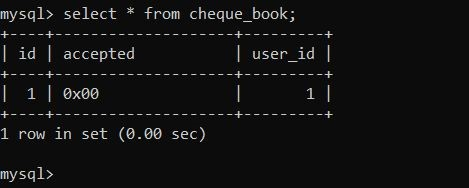 mysql> select * from cheque_book;
+----+--------------------+---------+
| id | accepted           | user_id |
+----+--------------------+---------+
|  1 | 0x00               |       1 |
+----+--------------------+---------+
1 row in set (0.00 sec)
mysql>